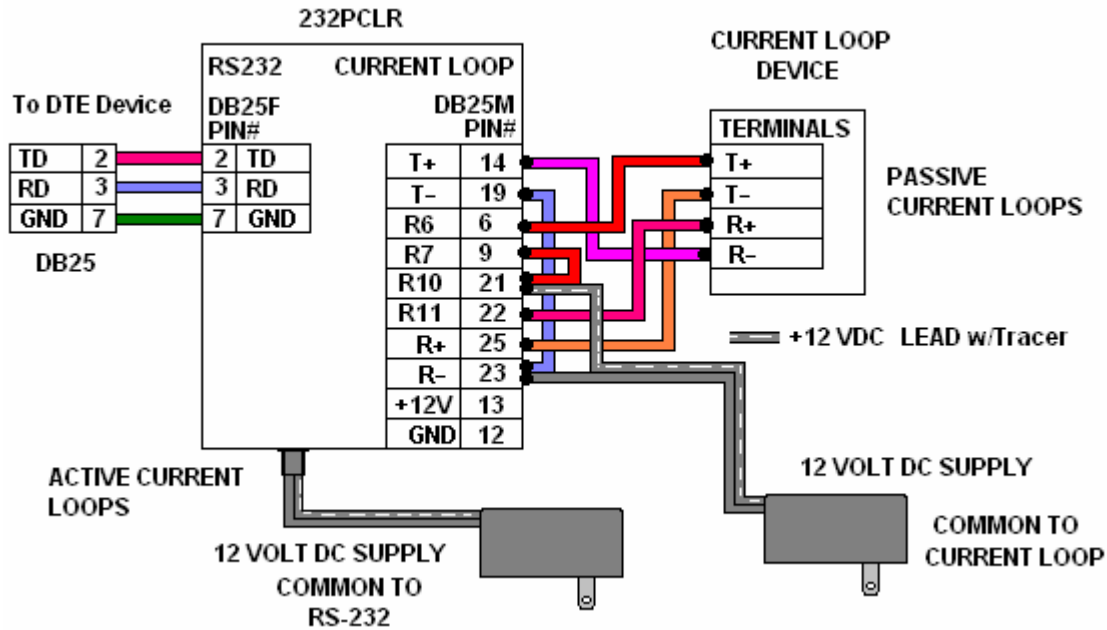 232PCLR
RS232 CURRENT LOOP
DB25F
PIN#
DB25M
PIN#
To DTE Device
TD 2
RD 3
GND 7
DB25
2 TD
3 RD
7 GND
T+ 14
T- 19
R6 6
R7 9
R10 21
R11 22
R+ 25
R- 23
+12V 13
GND 12
CURRENT LOOP
DEVICE
TERMINALS
T+
T-
R+
R-
PASSIVE
CURRENT LOOPS
+12 VDC LEAD w/Tracer
ACTIVE CURRENT
LOOPS
12 VOLT DC SUPPLY
COMMON TO
RS-232
12 VOLT DC SUPPLY
COMMON TO
CURRENT LOOP